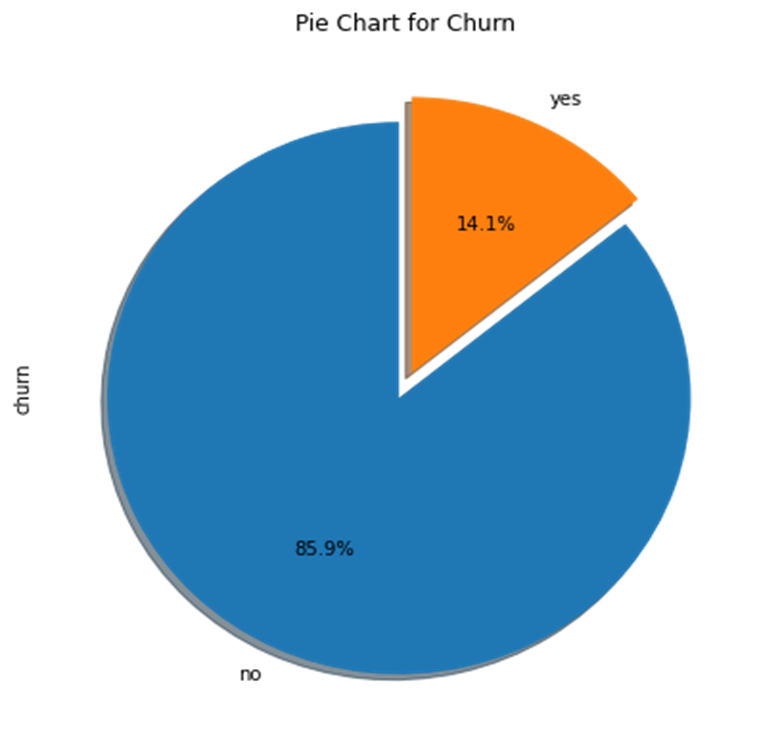 Pie Chart for Churn
yes
14.1%
churn
85.9%
no